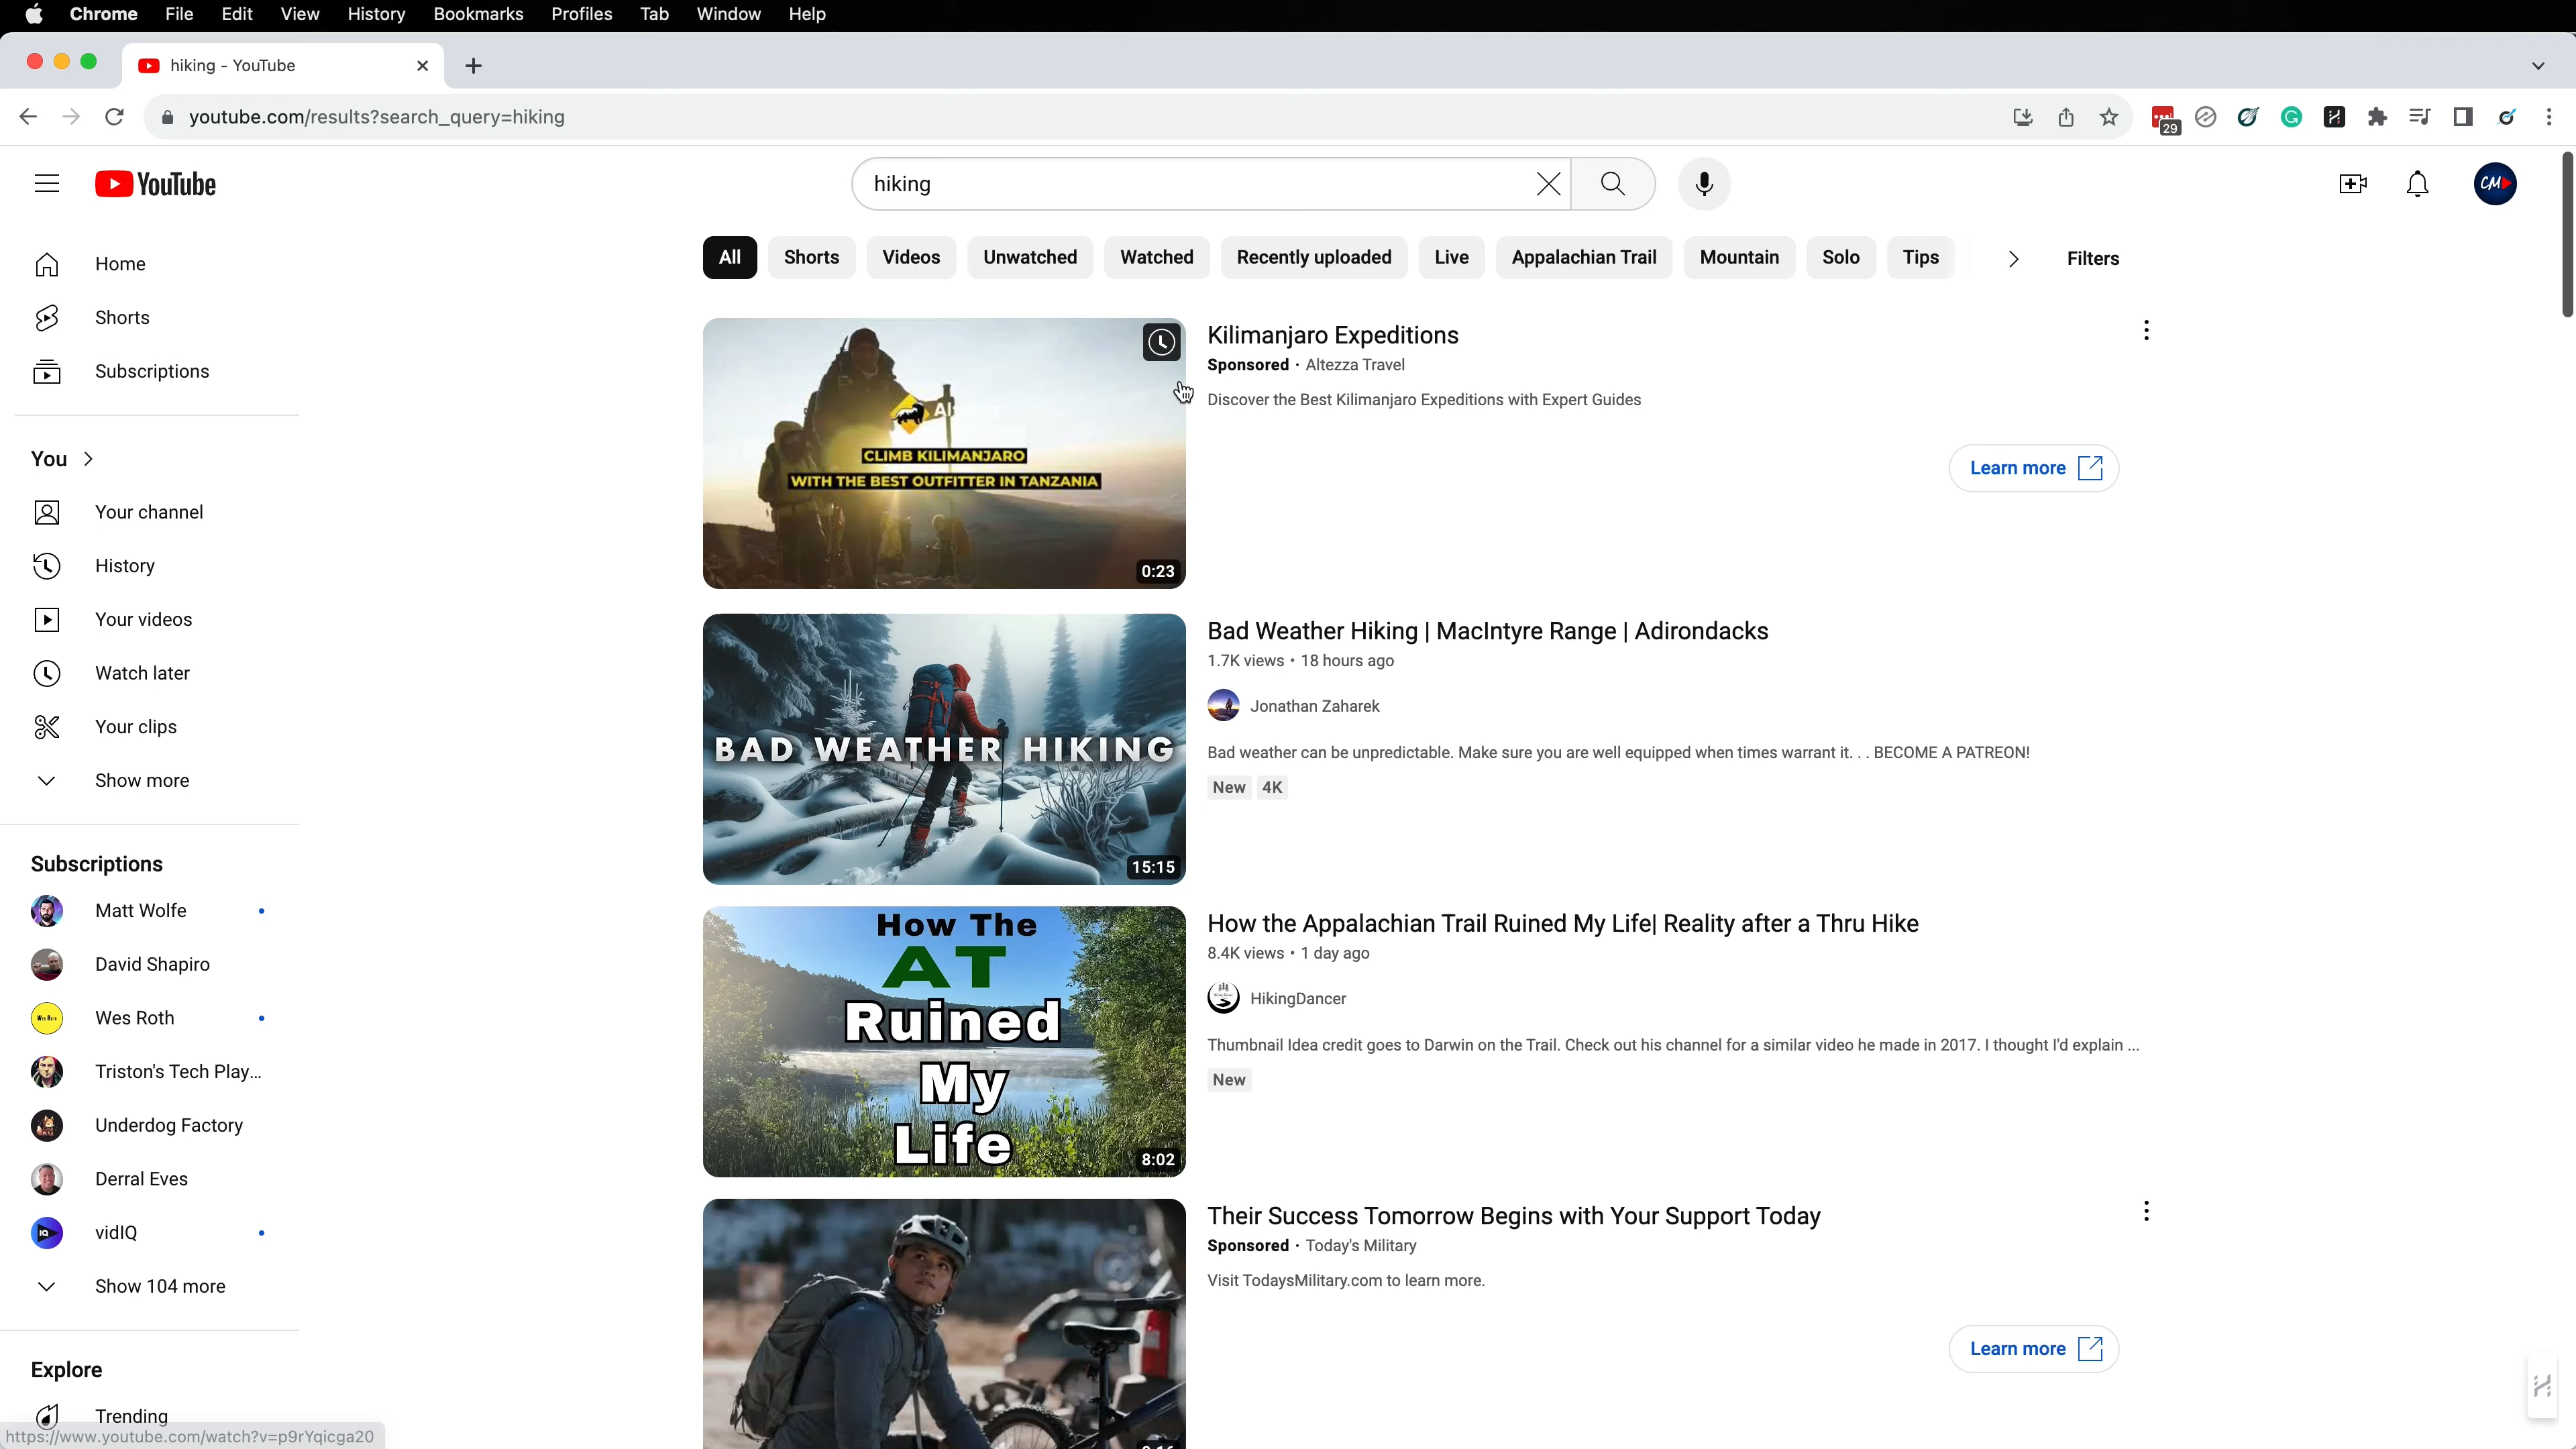 Chrome File Edit View History Bookmarks Profiles Tab Window Help
hiking - YouTube
youtube.com/results?search_query=hiking
29
YouTube
hiking
CM
All Shorts Videos Unwatched Watched Recently uploaded Live Appalachian Trail Mountain Solo Tips Filters
Home
Shorts
Subscriptions
You
Your channel
History
Your videos
Watch later
Your clips
Show more
Subscriptions
Matt Wolfe
David Shapiro
Wes Roth
Triston's Tech Play...
Underdog Factory
Derral Eves
vidIQ
Show 104 more
Explore
Trending
https://www.youtube.com/watch?v=p9rYqicga20
CLIMB KILIMANJARO
WITH THE BEST OUTFITTER IN TANZANIA
0:23
Kilimanjaro Expeditions
Sponsored · Altezza Travel
Discover the Best Kilimanjaro Expeditions with Expert Guides
Learn more
BAD WEATHER HIKING
15:15
Bad Weather Hiking | MacIntyre Range | Adirondacks
1.7K views • 18 hours ago
Jonathan Zaharek
Bad weather can be unpredictable. Make sure you are well equipped when times warrant it. . . BECOME A PATREON!
New 4K
How The
AT
Ruined
My
Life
8:02
How the Appalachian Trail Ruined My Life| Reality after a Thru Hike
8.4K views • 1 day ago
HikingDancer
Thumbnail Idea credit goes to Darwin on the Trail. Check out his channel for a similar video he made in 2017. I thought I'd explain ...
New
Their Success Tomorrow Begins with Your Support Today
Sponsored · Today's Military
Visit TodaysMilitary.com to learn more.
Learn more